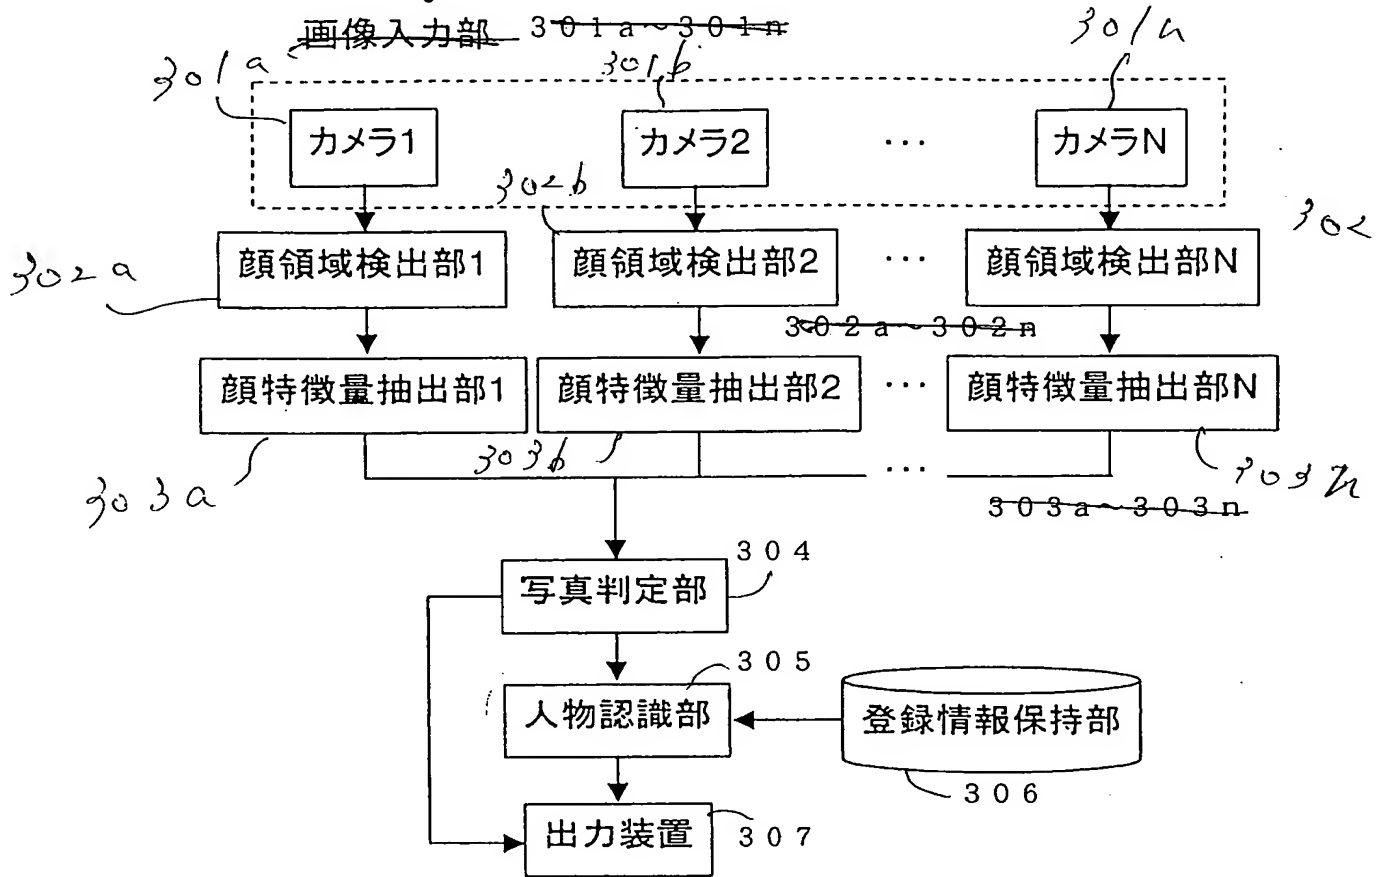 画像入力部 301a~301n
301a 301b 301n
カメラ1 カメラ2 ... カメラN
302b
302
顔領域検出部1 顔領域検出部2 ... 顔領域検出部N
302a
302a~302n
顔特徴量抽出部1 顔特徴量抽出部2 ... 顔特徴量抽出部N
303a 303b ... 303n
303a~303n
304
写真判定部
305
人物認識部 登録情報保持部
306
出力装置 307